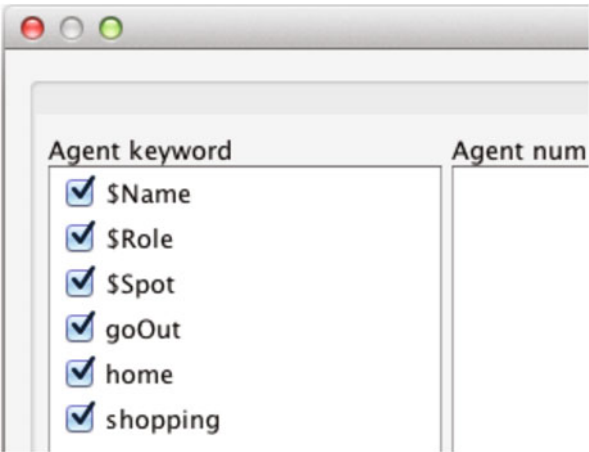 Agent keyword Agent num
$Name
$Role
$Spot
goOut
home
shopping